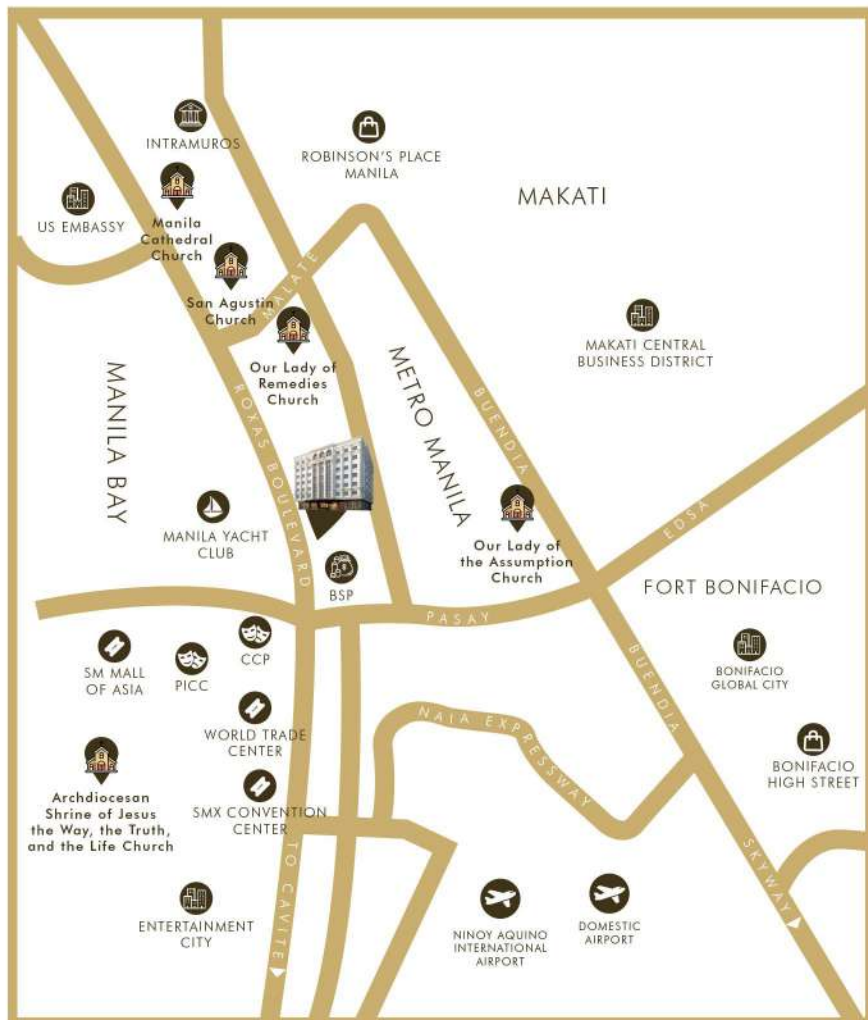 INTRAMUROS
ROBINSON'S PLACE
MANILA
MAKATI
US EMBASSY
Manila
Cathedral
Church
San Agustin
Church
MALATE
Our Lady of
Remedies
Church
MAKATI CENTRAL
BUSINESS DISTRICT
MANILA BAY
ROXAS BOULEVARD
METRO MANILA
BUENDIA
EDSA
MANILA YACHT
CLUB
BSP
Our Lady of
the Assumption
Church
FORT BONIFACIO
PASAY
SM MALL
OF ASIA
PICC
CCP
BUENDIA
BONIFACIO
GLOBAL CITY
WORLD TRADE
CENTER
NAIA EXPRESSWAY
BONIFACIO
HIGH STREET
Archdiocesan
Shrine of Jesus
the Way, the Truth,
and the Life Church
SMX CONVENTION
CENTER
TO CAVITE
SKYWAY
ENTERTAINMENT
CITY
NINOY AQUINO
INTERNATIONAL
AIRPORT
DOMESTIC
AIRPORT